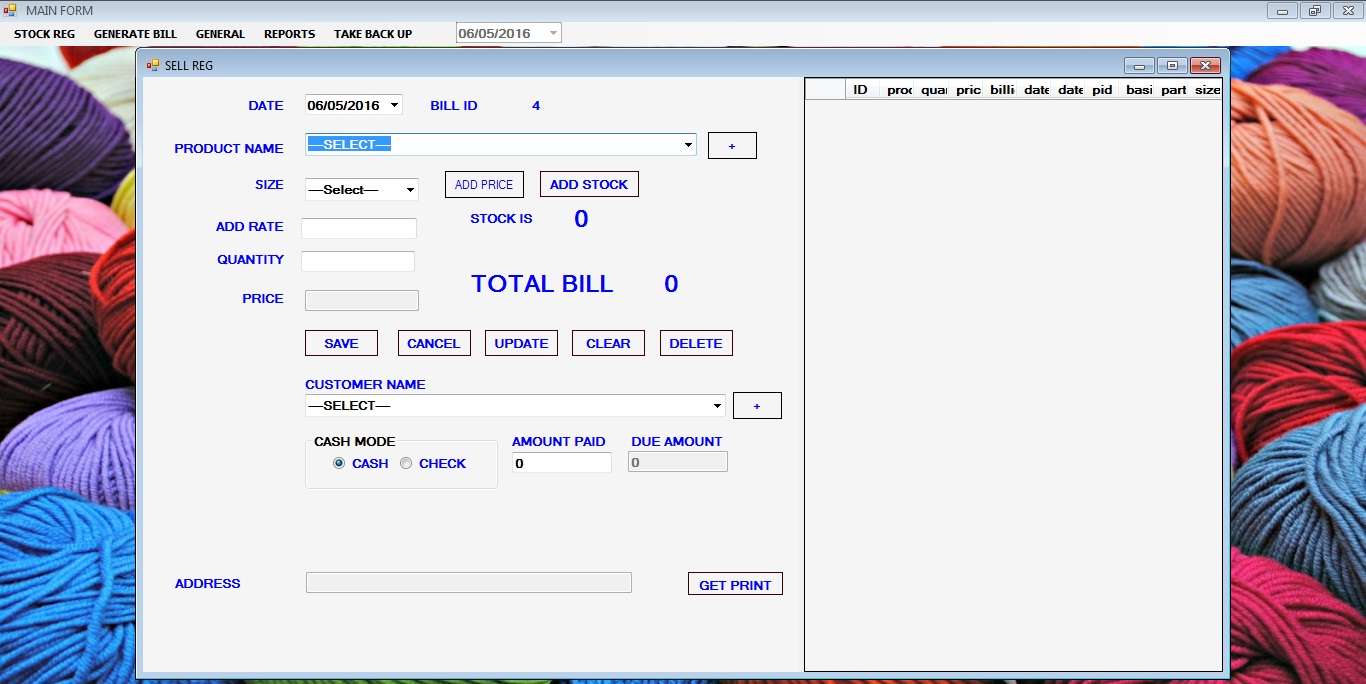 MAIN FORM
STOCK REG GENERATE BILL GENERAL REPORTS TAKE BACK UP 06/05/2016
SELL REG
DATE 06/05/2016 BILL ID 4
PRODUCT NAME —SELECT— +
SIZE —Select— ADD PRICE ADD STOCK
STOCK IS 0
ADD RATE
QUANTITY
TOTAL BILL 0
PRICE
SAVE CANCEL UPDATE CLEAR DELETE
CUSTOMER NAME
—SELECT— +
CASH MODE AMOUNT PAID DUE AMOUNT
CASH CHECK 0 0
ADDRESS GET PRINT
ID proc quar pric billi date date pid basi part size